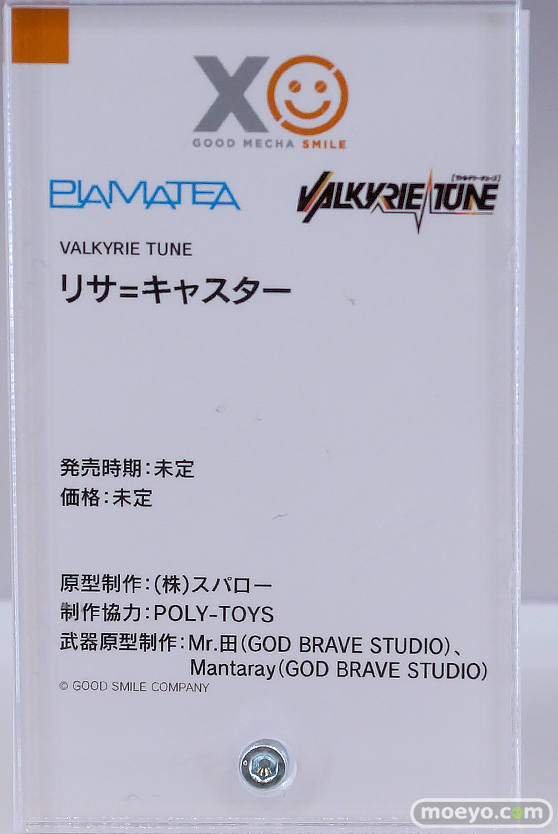 XO
GOOD MECHA SMILE
PLAMATEA
VALKYRIE TUNE
VALKYRIE TUNE
リサ=キャスター
発売時期：未定
価格：未定
原型制作：(株)スパロー
制作協力：POLY-TOYS
武器原型制作：Mr.田(GOD BRAVE STUDIO)、
Mantaray(GOD BRAVE STUDIO)
© GOOD SMILE COMPANY
moeyo.com